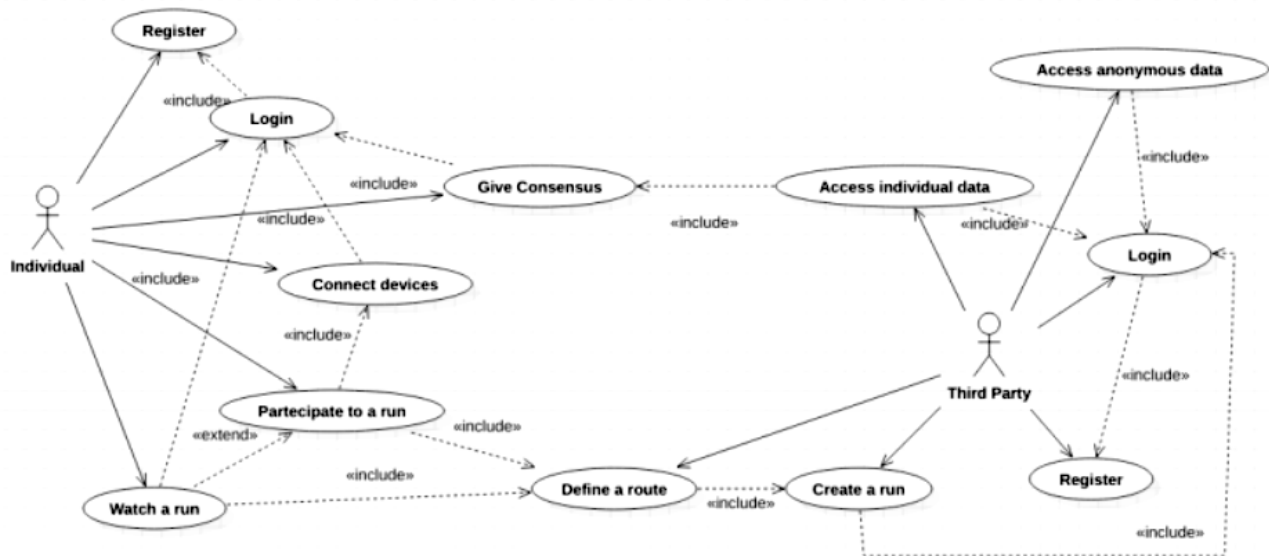 Register
Access anonymous data
«include»
Login
«include»
«include»
Give Consensus
Access individual data
«include»
«include»
«include»
Login
Individual
«include»
Connect devices
«include»
Third Party
«include»
Partecipate to a run
«include»
«extend»
Watch a run
«include»
Define a route
«include»
Create a run
Register
«include»